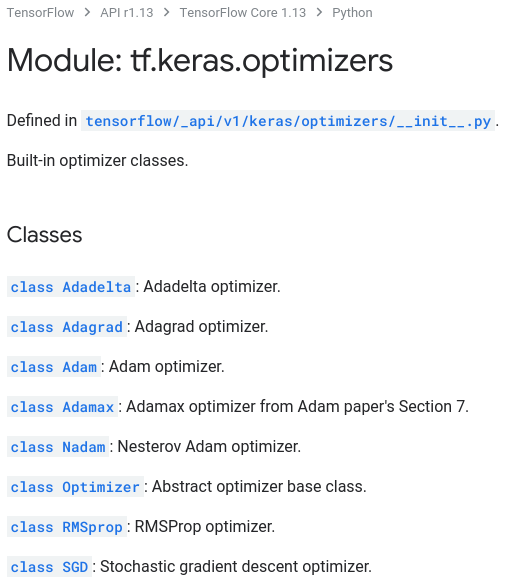 TensorFlow > API r1.13 > TensorFlow Core 1.13 > Python
Module: tf.keras.optimizers
Defined in tensorflow/_api/v1/keras/optimizers/__init__.py.
Built-in optimizer classes.
Classes
class Adadelta: Adadelta optimizer.
class Adagrad: Adagrad optimizer.
class Adam: Adam optimizer.
class Adamax: Adamax optimizer from Adam paper's Section 7.
class Nadam: Nesterov Adam optimizer.
class Optimizer: Abstract optimizer base class.
class RMSprop: RMSProp optimizer.
class SGD: Stochastic gradient descent optimizer.